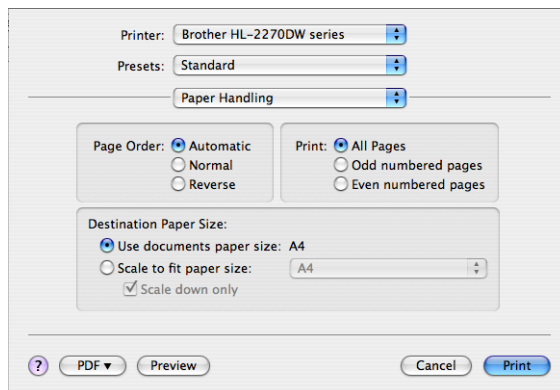 Printer: Brother HL-2270DW series
Presets: Standard
Paper Handling
Page Order: Automatic
Normal
Reverse
Print: All Pages
Odd numbered pages
Even numbered pages
Destination Paper Size:
Use documents paper size: A4
Scale to fit paper size: A4
Scale down only
? PDF ▼ Preview Cancel Print